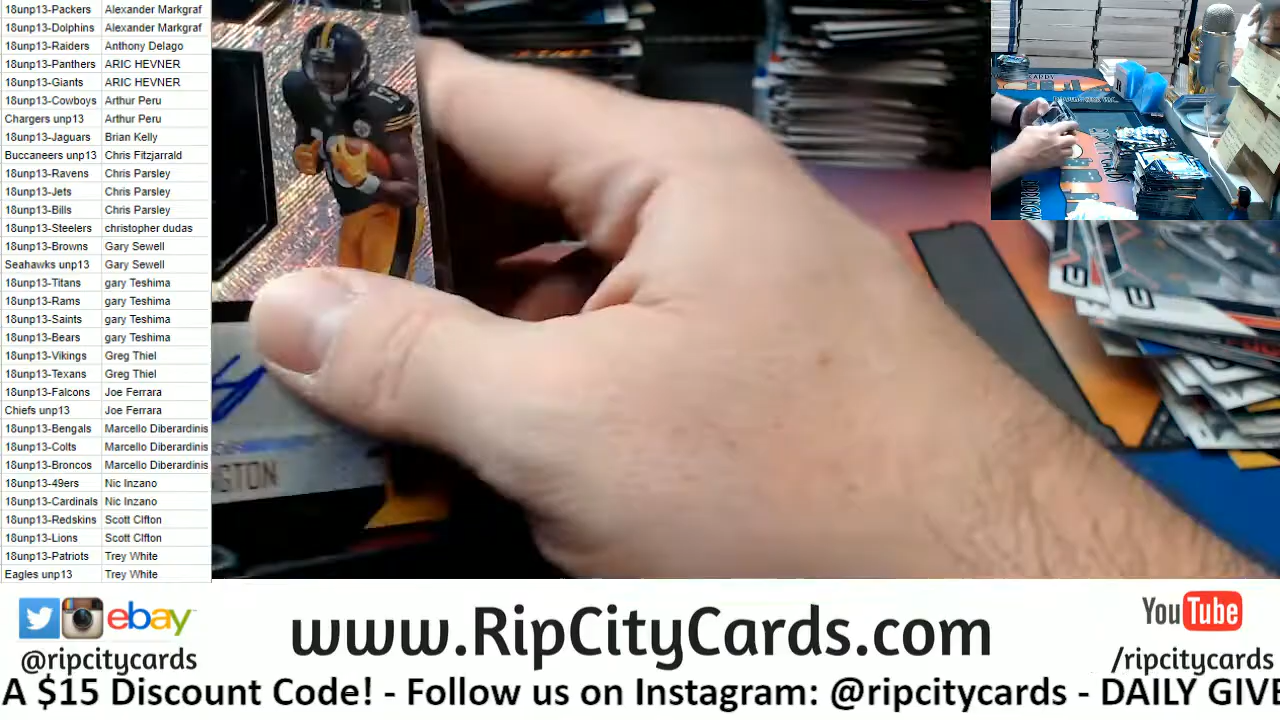 18unp13-Packers Alexander Markgraf
18unp13-Dolphins Alexander Markgraf
18unp13-Raiders Anthony Delago
18unp13-Panthers ARIC HEVNER
18unp13-Giants ARIC HEVNER
18unp13-Cowboys Arthur Peru
Chargers unp13 Arthur Peru
18unp13-Jaguars Brian Kelly
Buccaneers unp13 Chris Fitzjarrald
18unp13-Ravens Chris Parsley
18unp13-Jets Chris Parsley
18unp13-Bills Chris Parsley
18unp13-Steelers christopher dudas
18unp13-Browns Gary Sewell
Seahawks unp13 Gary Sewell
18unp13-Titans gary Teshima
18unp13-Rams gary Teshima
18unp13-Saints gary Teshima
18unp13-Bears gary Teshima
18unp13-Vikings Greg Thiel
18unp13-Texans Greg Thiel
18unp13-Falcons Joe Ferrara
Chiefs unp13 Joe Ferrara
18unp13-Bengals Marcello Diberardinis
18unp13-Colts Marcello Diberardinis
18unp13-Broncos Marcello Diberardinis
18unp13-49ers Nic Inzano
18unp13-Cardinals Nic Inzano
18unp13-Redskins Scott Clfton
18unp13-Lions Scott Clfton
18unp13-Patriots Trey White
Eagles unp13 Trey White
ebay
@ripcitycards
www.RipCityCards.com
YouTube
/ripcitycards
A $15 Discount Code! - Follow us on Instagram: @ripcitycards - DAILY GIVE